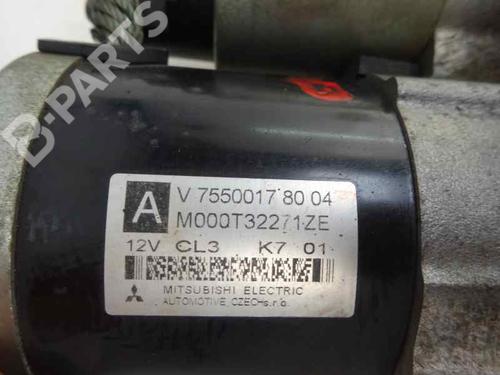 B-PARTS
A
V 7550017 80 04
M000T32271ZE
12V CL3 K7 01
MITSUBISHI ELECTRIC
AUTOMOTIVE CZECH s.r.o.